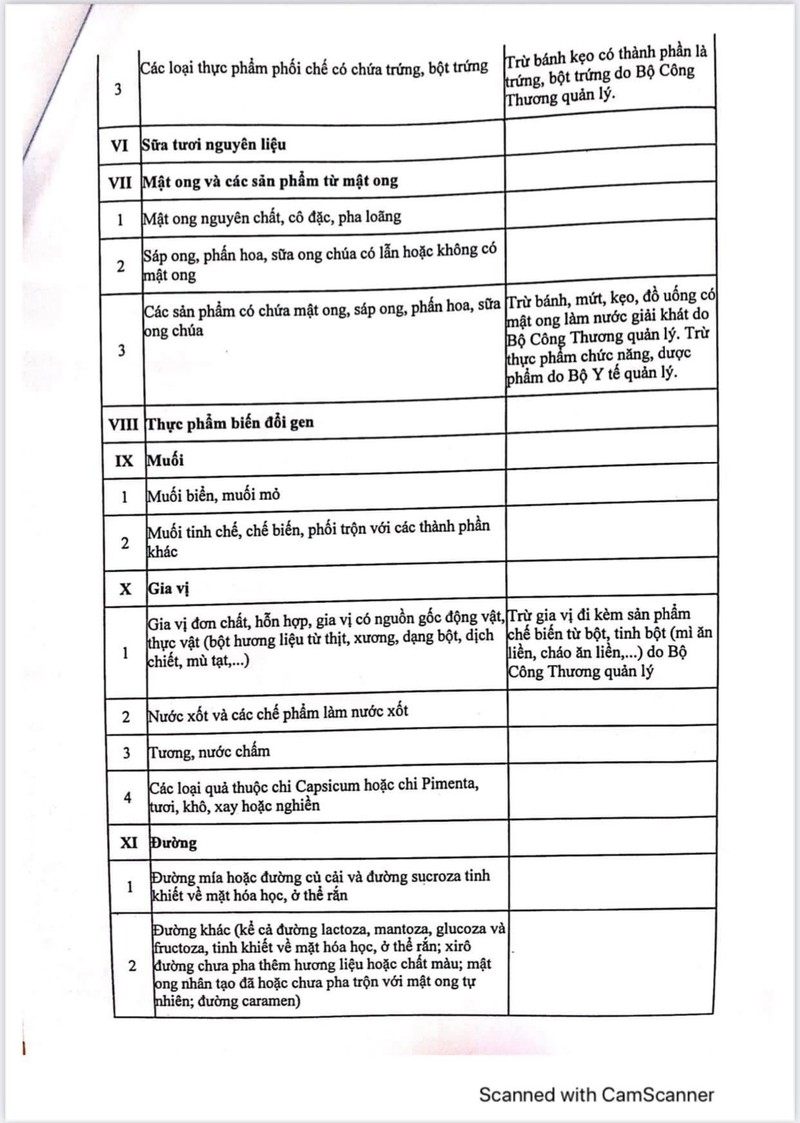 3
Các loại thực phẩm phối chế có chứa trứng, bột trứng
Trừ bánh kẹo có thành phần là
trứng, bột trứng do Bộ Công
Thương quản lý.
VI Sữa tươi nguyên liệu
VII Mật ong và các sản phẩm từ mật ong
1 Mật ong nguyên chất, cô đặc, pha loãng
2
Sáp ong, phấn hoa, sữa ong chúa có lẫn hoặc không có
mật ong
3
Các sản phẩm có chứa mật ong, sáp ong, phấn hoa, sữa
ong chúa
Trừ bánh, mứt, kẹo, đồ uống có
mật ong làm nước giải khát do
Bộ Công Thương quản lý. Trừ
thực phẩm chức năng, dược
phẩm do Bộ Y tế quản lý.
VIII Thực phẩm biến đổi gen
IX Muối
1 Muối biển, muối mỏ
2
Muối tinh chế, chế biến, phối trộn với các thành phần
khác
X Gia vị
1
Gia vị đơn chất, hỗn hợp, gia vị có nguồn gốc động vật,
thực vật (bột hương liệu từ thịt, xương, dạng bột, dịch
chiết, mù tạt,...)
Trừ gia vị đi kèm sản phẩm
chế biến từ bột, tinh bột (mì ăn
liền, cháo ăn liền,...) do Bộ
Công Thương quản lý
2 Nước xốt và các chế phẩm làm nước xốt
3 Tương, nước chấm
4
Các loại quả thuộc chi Capsicum hoặc chi Pimenta,
tươi, khô, xay hoặc nghiền
XI Đường
1
Đường mía hoặc đường củ cải và đường sucroza tinh
khiết về mặt hóa học, ở thể rắn
2
Đường khác (kể cả đường lactoza, mantoza, glucoza và
fructoza, tinh khiết về mặt hóa học, ở thể rắn; xirô
đường chưa pha thêm hương liệu hoặc chất màu; mật
ong nhân tạo đã hoặc chưa pha trộn với mật ong tự
nhiên; đường caramen)
Scanned with CamScanner